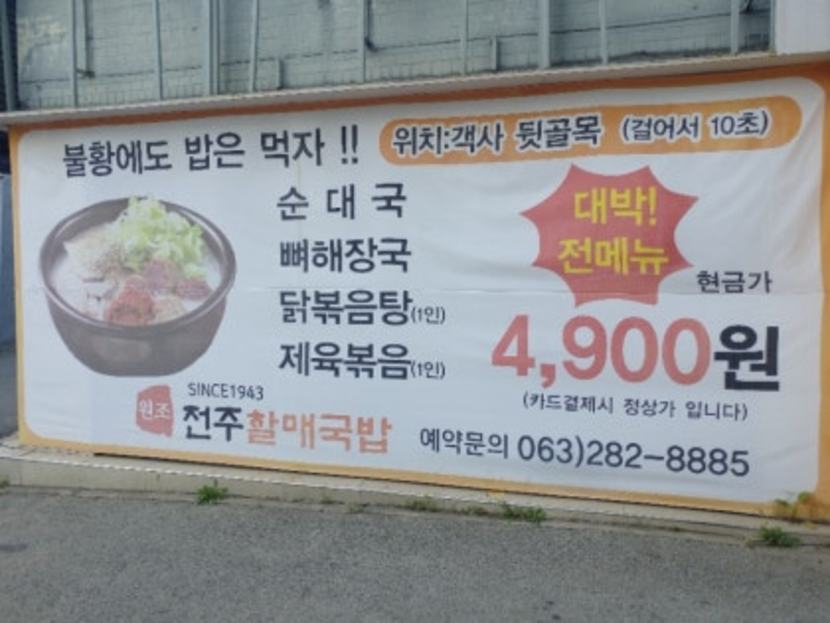 불황에도 밥은 먹자 !!
위치:객사 뒷골목 (걸어서 10초)
순 대 국
뼈해장국
닭볶음탕(1인)
제육볶음(1인)
대박!
전메뉴
현금가
4,900원
(카드결제시 정상가 입니다)
SINCE1943
원조 전주할매국밥
예약문의 063)282-8885